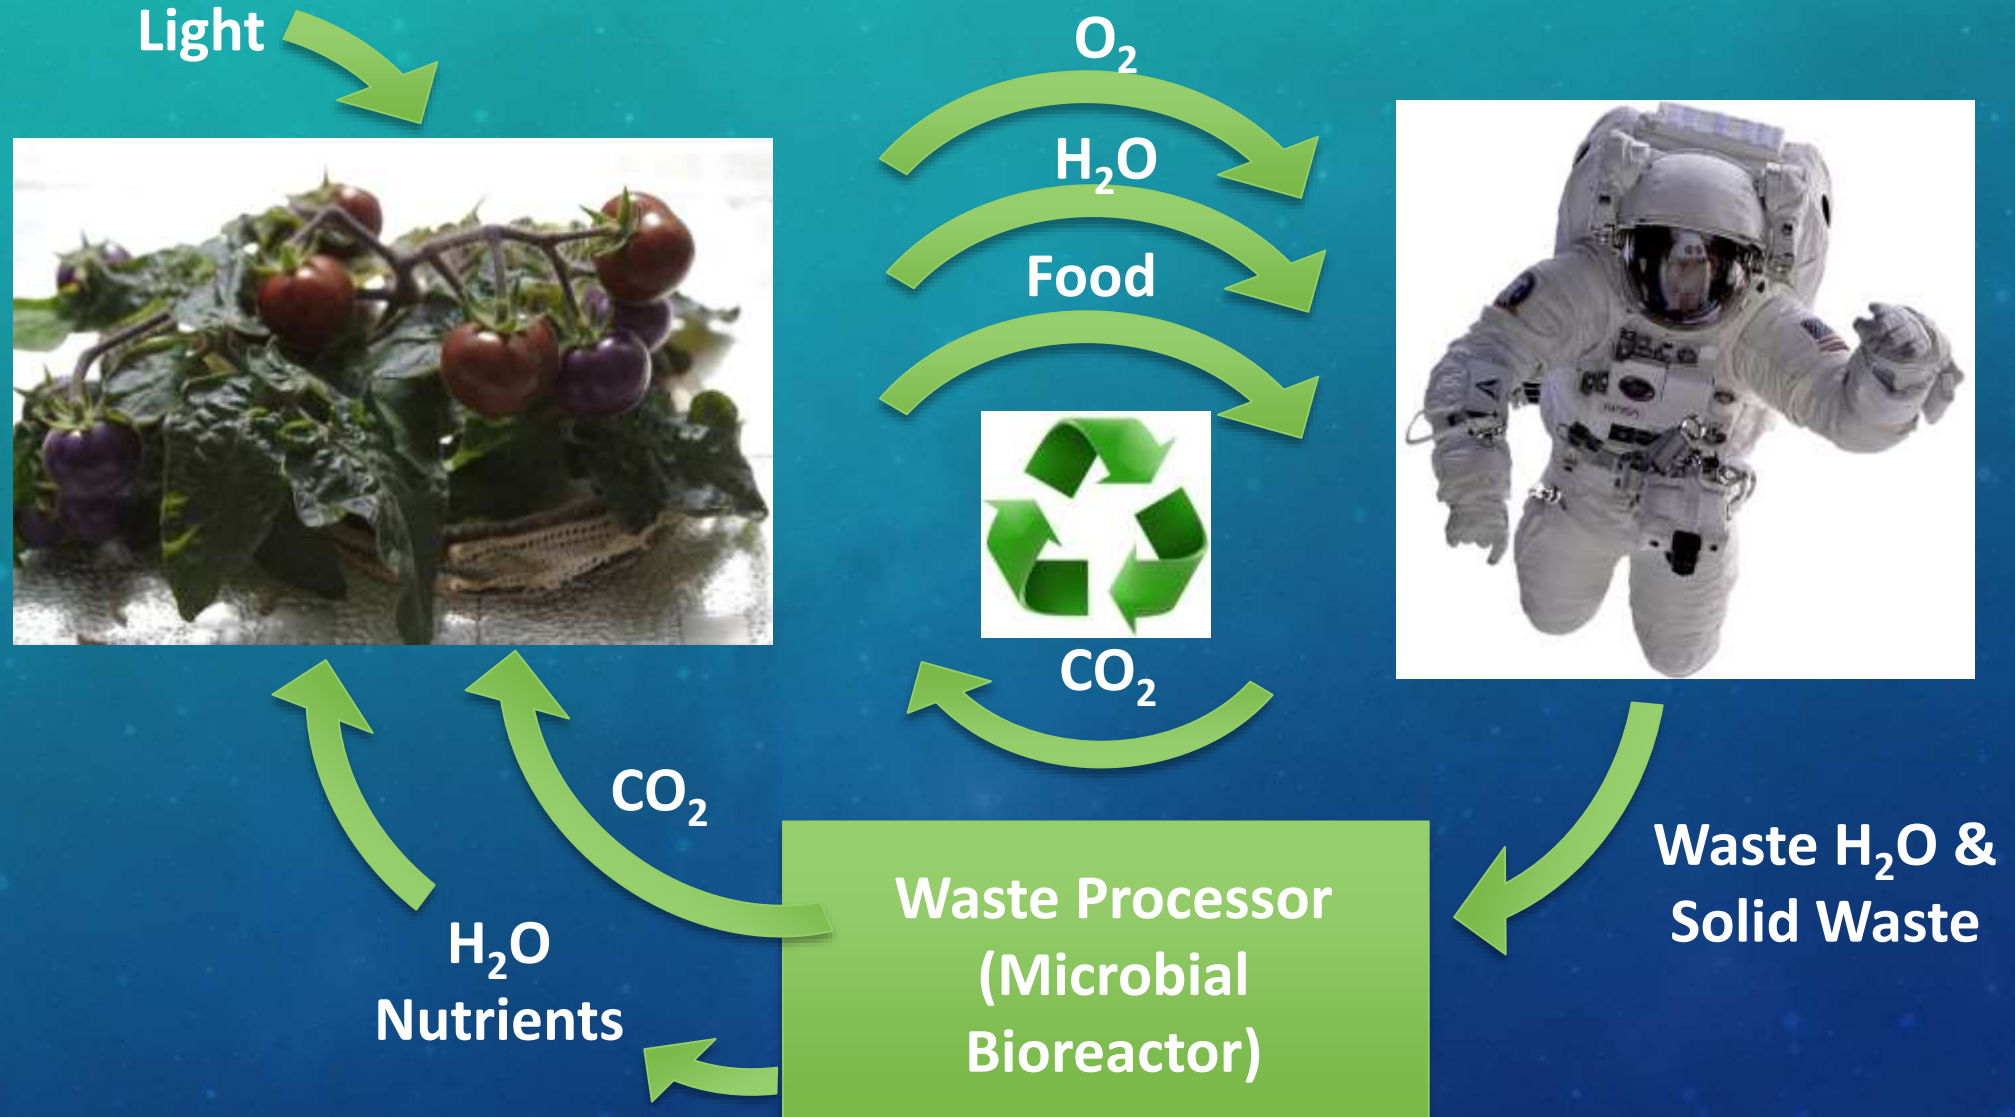 Light
O₂
H₂O
Food
CO₂
CO₂
Waste H₂O &
Solid Waste
Waste Processor
(Microbial
Bioreactor)
H₂O
Nutrients